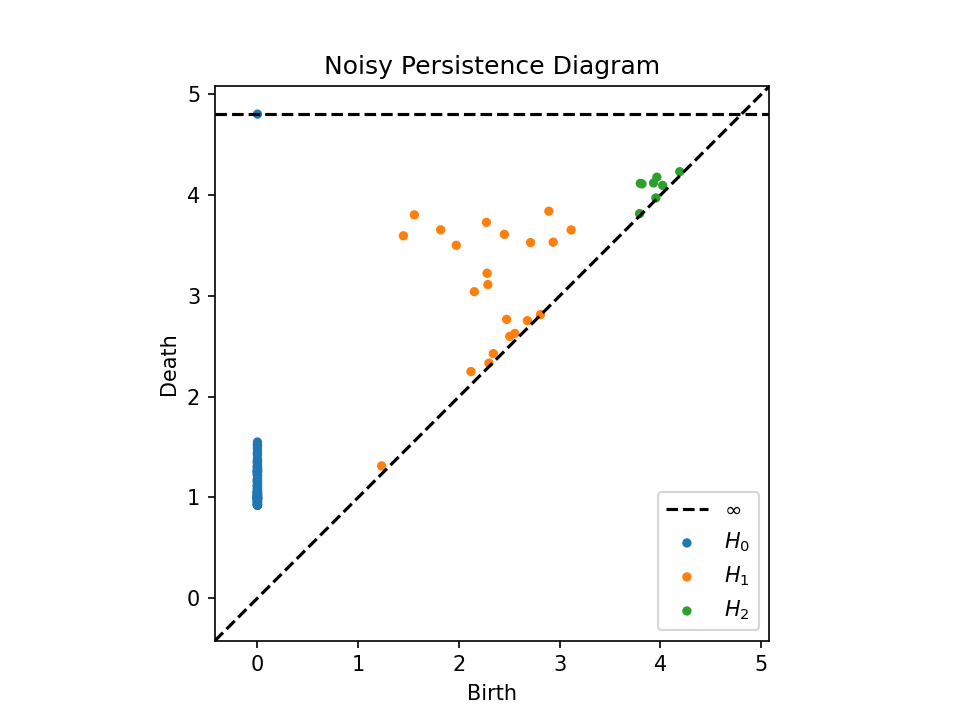 Noisy Persistence Diagram
5
4
3
2
1
0
Death
0 1 2 3 4 5
Birth
∞
H₀
H₁
H₂